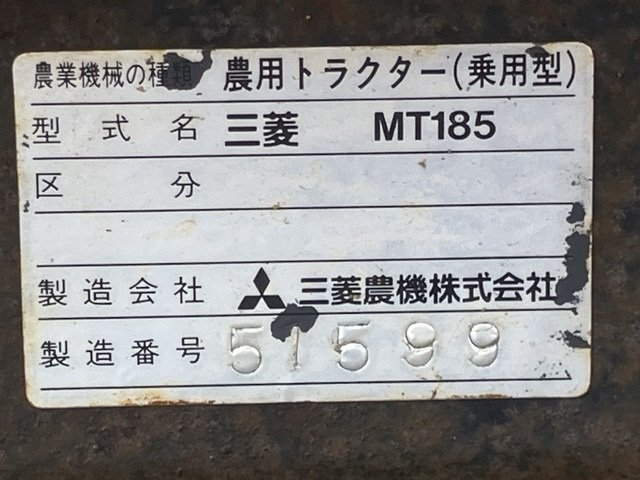 農業機械の種類 農用トラクター(乗用型)
型式名 三菱 MT185
区分
製造会社 三菱農機株式会社
製造番号 51599